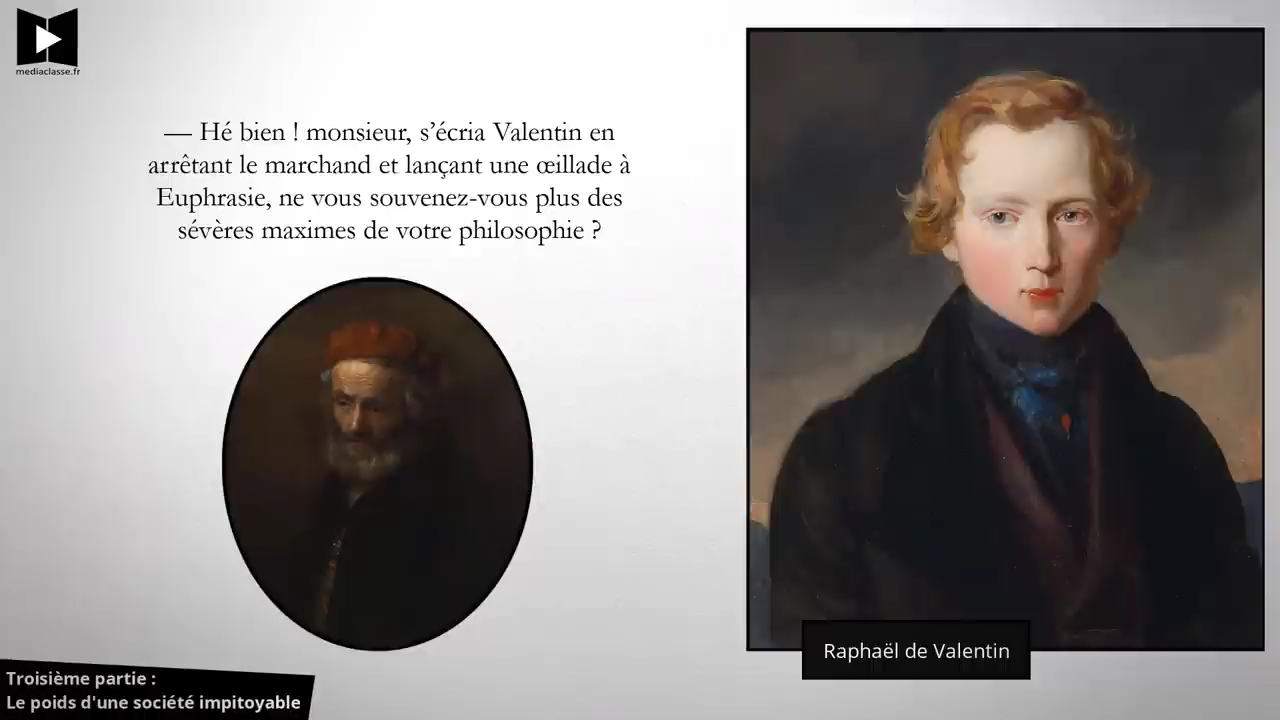 mediaclasse.fr
— Hé bien ! monsieur, s’écria Valentin en
arrêtant le marchand et lançant une œillade à
Euphrasie, ne vous souvenez-vous plus des
sévères maximes de votre philosophie ?
Raphaël de Valentin
Troisième partie :
Le poids d'une société impitoyable